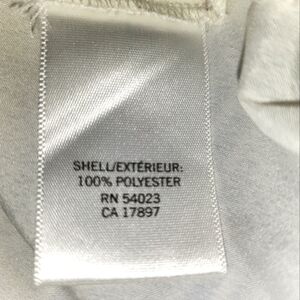 SHELL/EXTÉRIEUR:
100% POLYESTER
RN 54023
CA 17897